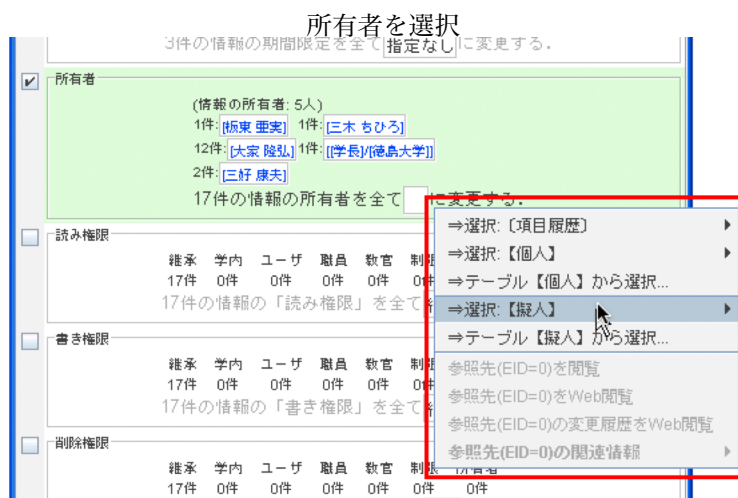 所有者を選択
3件の情報の期間限定を全て 指定なし に変更する.
所有者
(情報の所有者: 5人)
1件: [板東 亜実] 1件: [三木 ちひろ]
12件: [大家 隆弘] 1件: [[学長]/[徳島大学]]
2件: [三好 康夫]
17件の情報の所有者を全て に変更する.
⇒選択:〔項目履歴〕
⇒選択:【個人】
⇒テーブル【個人】から選択...
⇒選択:【擬人】
⇒テーブル【擬人】から選択...
参照先(EID=0)を閲覧
参照先(EID=0)をWeb閲覧
参照先(EID=0)の変更履歴をWeb閲覧
参照先(EID=0)の関連情報
読み権限
継承 学内 ユーザ 職員 教官 制限
17件 0件 0件 0件 0件 0件
17件の情報の「読み権限」を全て
書き権限
継承 学内 ユーザ 職員 教官 制限
17件 0件 0件 0件 0件 0件
17件の情報の「書き権限」を全て
削除権限
継承 学内 ユーザ 職員 教官 制限 所有者
17件 0件 0件 0件 0件 0件 0件